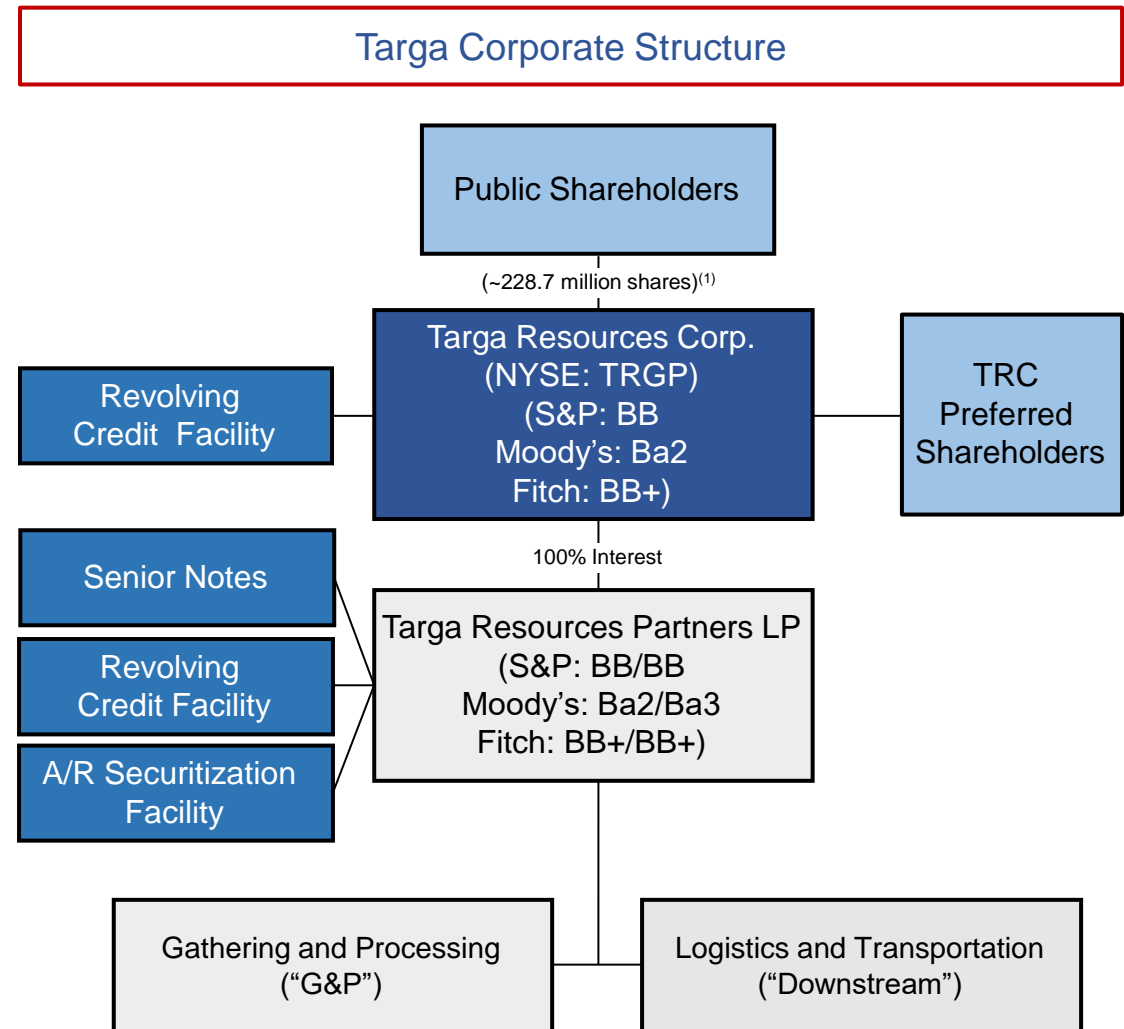 Targa Corporate Structure
Public Shareholders
(~228.7 million shares)(1)
Targa Resources Corp.
(NYSE: TRGP)
(S&P: BB
Moody’s: Ba2
Fitch: BB+)
Revolving
Credit Facility
TRC
Preferred
Shareholders
100% Interest
Senior Notes
Revolving
Credit Facility
A/R Securitization
Facility
Targa Resources Partners LP
(S&P: BB/BB
Moody’s: Ba2/Ba3
Fitch: BB+/BB+)
Gathering and Processing
(“G&P”)
Logistics and Transportation
(“Downstream”)